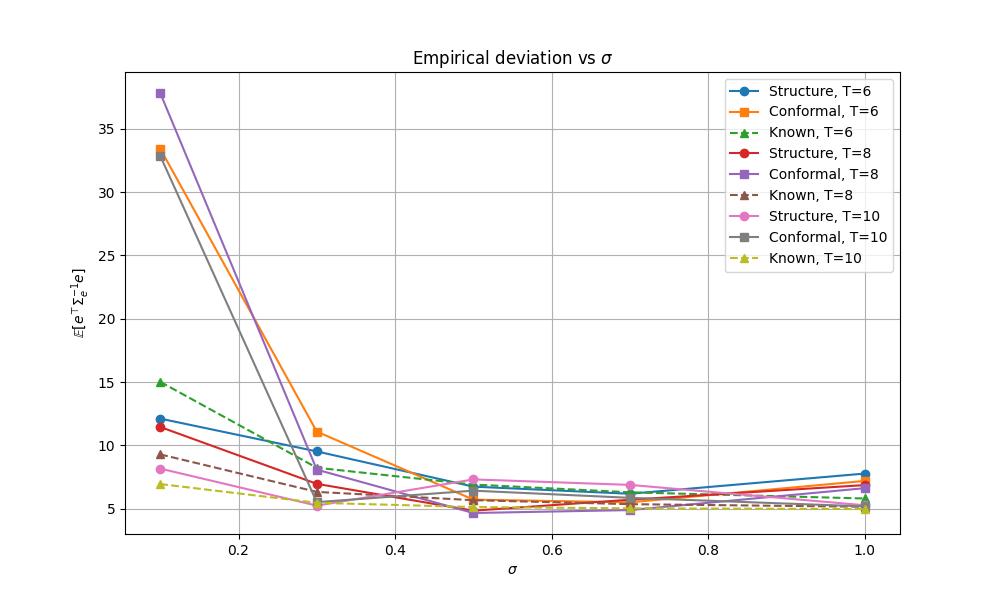 Empirical deviation vs σ
𝔼[e⊤Σe−1e]
35
30
25
20
15
10
5
0.2
0.4
0.6
0.8
1.0
σ
Structure, T=6
Conformal, T=6
Known, T=6
Structure, T=8
Conformal, T=8
Known, T=8
Structure, T=10
Conformal, T=10
Known, T=10